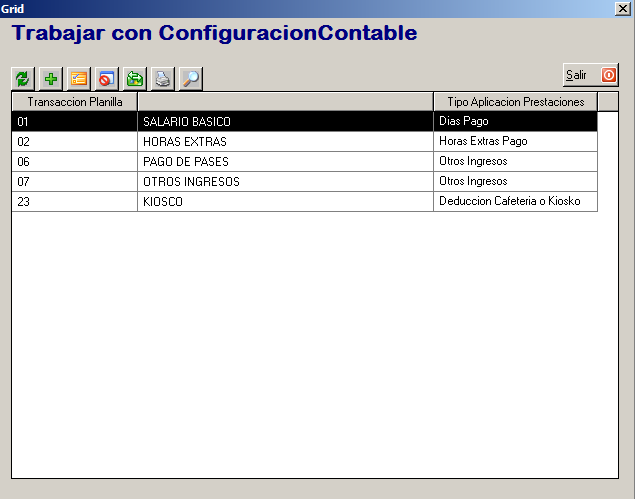 Grid
Trabajar con ConfiguracionContable
Salir
Transaccion Planilla Tipo Aplicacion Prestaciones
01 SALARIO BASICO Dias Pago
02 HORAS EXTRAS Horas Extras Pago
06 PAGO DE PASES Otros Ingresos
07 OTROS INGRESOS Otros Ingresos
23 KIOSCO Deduccion Cafeteria o Kiosko